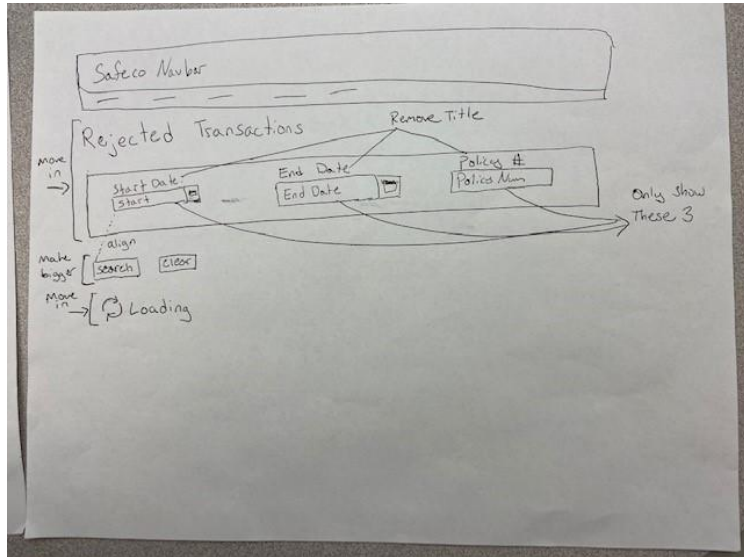 Safeco Navbar
Remove Title
Rejected Transactions
move
in
Start Date
End Date
Policy #
start
End Date
Policy Num
Only show
These 3
align
make
bigger
search
clear
move
in
Loading